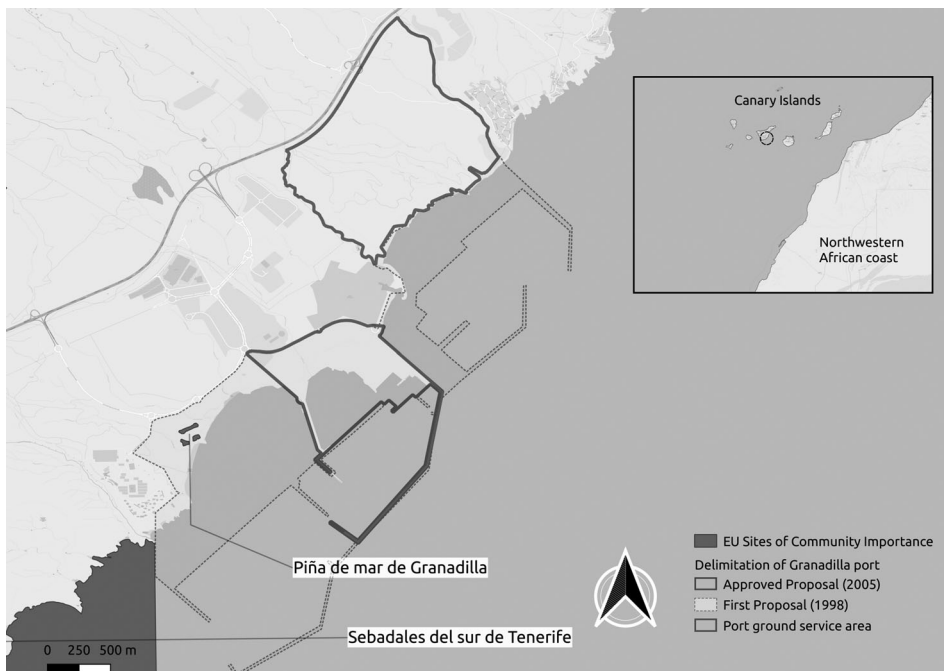 Canary Islands
Northwestern
African coast
EU Sites of Community Importance
Delimitation of Granadilla port
Approved Proposal (2005)
First Proposal (1998)
Port ground service area
Piña de mar de Granadilla
Sebadales del sur de Tenerife
0 250 500 m